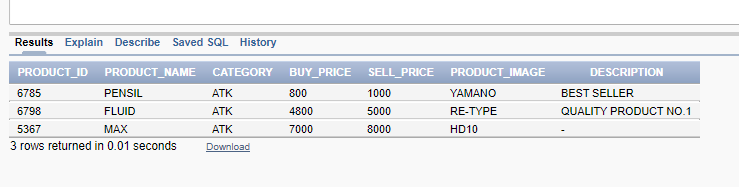 Results Explain Describe Saved SQL History
PRODUCT_ID PRODUCT_NAME CATEGORY BUY_PRICE SELL_PRICE PRODUCT_IMAGE DESCRIPTION
6785 PENSIL ATK 800 1000 YAMANO BEST SELLER
6798 FLUID ATK 4800 5000 RE-TYPE QUALITY PRODUCT NO.1
5367 MAX ATK 7000 8000 HD10 -
3 rows returned in 0.01 seconds Download